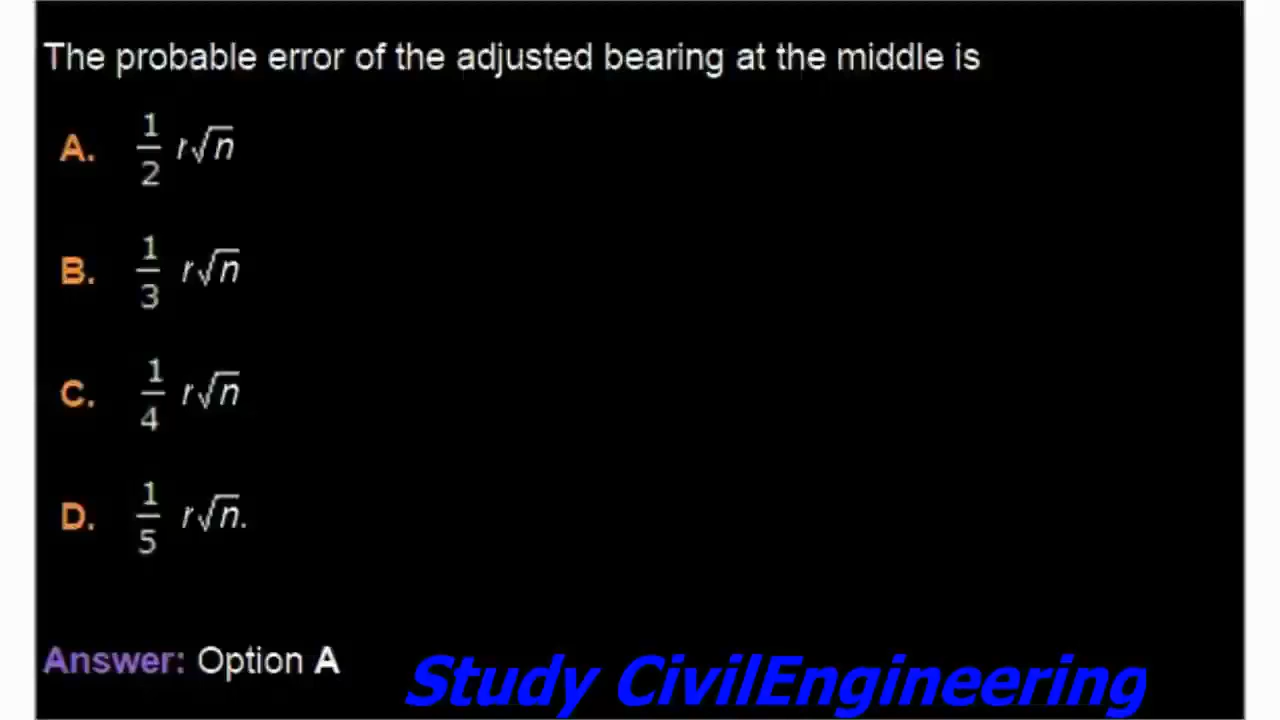 The probable error of the adjusted bearing at the middle is
A. 1/2 r√n
B. 1/3 r√n
C. 1/4 r√n
D. 1/5 r√n.
Answer: Option A
Study CivilEngineering